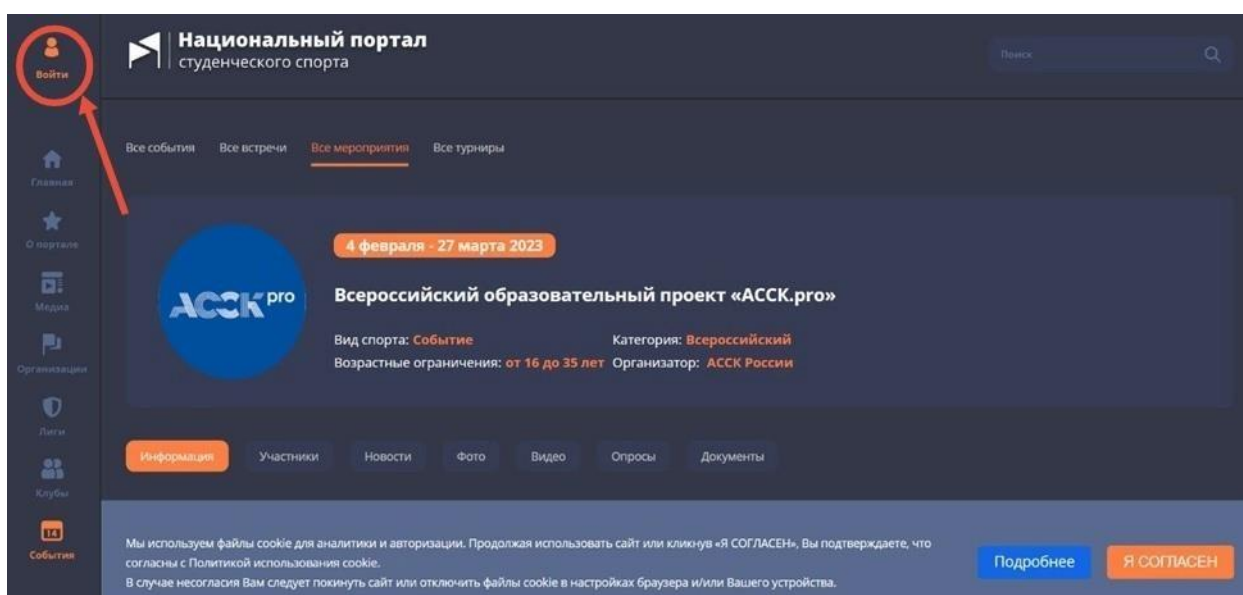 Войти
Национальный портал
студенческого спорта
Поиск
Все события Все встречи Все мероприятия Все турниры
Главная
О портале
Медиа
Организации
Лиги
Клубы
14
События
4 февраля - 27 марта 2023
АССК pro
Всероссийский образовательный проект «АССК.pro»
Вид спорта: Событие Категория: Всероссийский
Возрастные ограничения: от 16 до 35 лет Организатор: АССК России
Информация Участники Новости Фото Видео Опросы Документы
Мы используем файлы cookie для аналитики и авторизации. Продолжая использовать сайт или кликнув «Я СОГЛАСЕН», Вы подтверждаете, что
согласны с Политикой использования cookie.
В случае несогласия Вам следует покинуть сайт или отключить файлы cookie в настройках браузера и/или Вашего устройства.
Подробнее Я СОГЛАСЕН